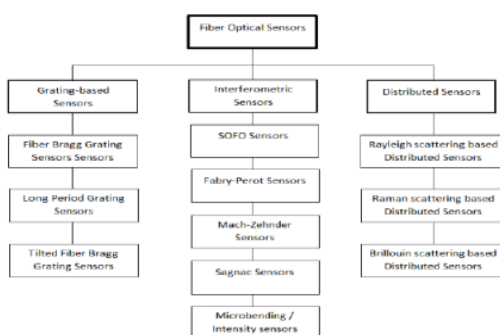 Fiber Optical Sensors
Grating-based
Sensors
Fiber Bragg Grating
Sensors Sensors
Long Period Grating
Sensors
Tilted Fiber Bragg
Grating Sensors
Interferometric
Sensors
SOFO Sensors
Fabry-Perot Sensors
Mach-Zehnder
Sensors
Sagnac Sensors
Microbending /
Intensity sensors
Distributed Sensors
Rayleigh scattering based
Distributed Sensors
Raman scattering based
Distributed Sensors
Brillouin scattering based
Distributed Sensors